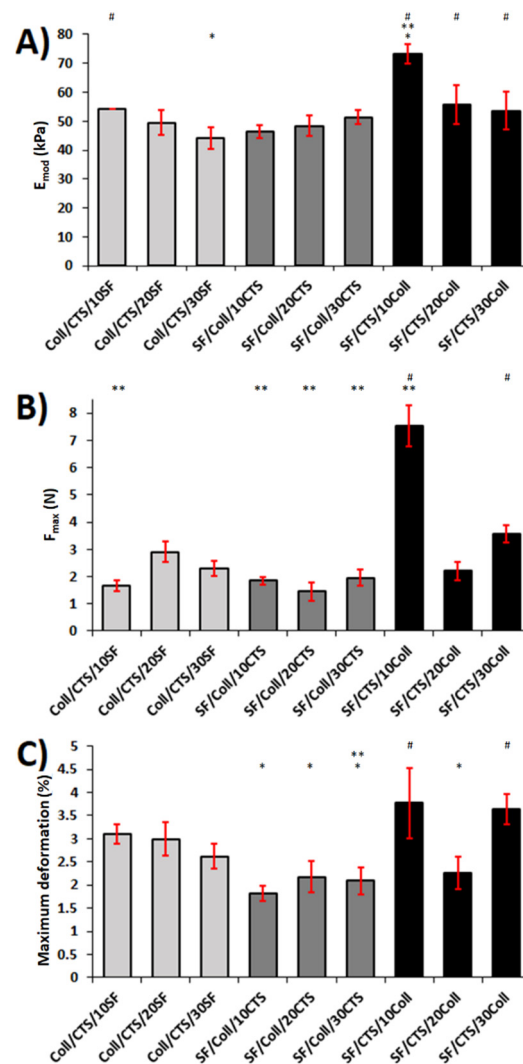 # # # #
A) * ** *
80
70
60
50
40
30
20
10
0
E_mod (kPa)
Coll/CTS/10SF
Coll/CTS/20SF
Coll/CTS/30SF
SF/Coll/10CTS
SF/Coll/20CTS
SF/Coll/30CTS
SF/CTS/10Coll
SF/CTS/20Coll
SF/CTS/30Coll
# #
B) ** ** ** ** **
8
7
6
5
4
3
2
1
0
F_max (N)
Coll/CTS/10SF
Coll/CTS/20SF
Coll/CTS/30SF
SF/Coll/10CTS
SF/Coll/20CTS
SF/Coll/30CTS
SF/CTS/10Coll
SF/CTS/20Coll
SF/CTS/30Coll
C) ** # #
* * * *
5
4.5
4
3.5
3
2.5
2
1.5
1
0.5
0
Maximum deformation (%)
Coll/CTS/10SF
Coll/CTS/20SF
Coll/CTS/30SF
SF/Coll/10CTS
SF/Coll/20CTS
SF/Coll/30CTS
SF/CTS/10Coll
SF/CTS/20Coll
SF/CTS/30Coll